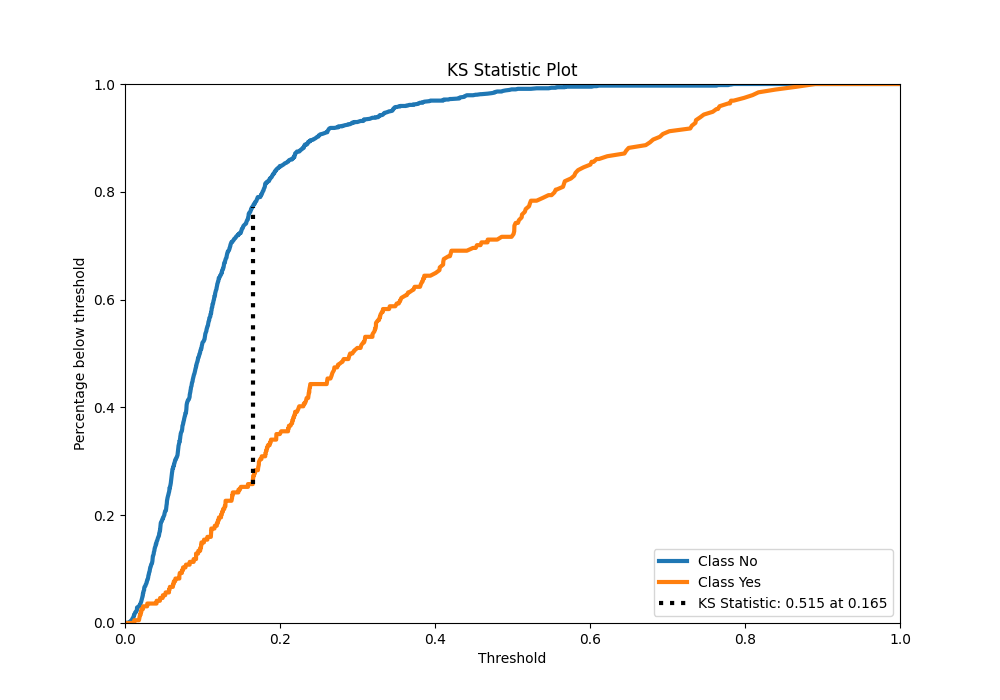 KS Statistic Plot
1.0
0.8
0.6
0.4
0.2
0.0
Percentage below threshold
0.0 0.2 0.4 0.6 0.8 1.0
Threshold
Class No
Class Yes
KS Statistic: 0.515 at 0.165